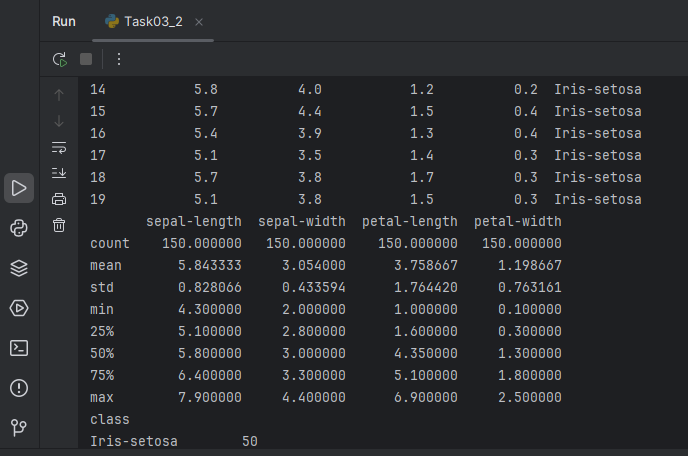 Run Task03_2
14 5.8 4.0 1.2 0.2 Iris-setosa
15 5.7 4.4 1.5 0.4 Iris-setosa
16 5.4 3.9 1.3 0.4 Iris-setosa
17 5.1 3.5 1.4 0.3 Iris-setosa
18 5.7 3.8 1.7 0.3 Iris-setosa
19 5.1 3.8 1.5 0.3 Iris-setosa
sepal-length sepal-width petal-length petal-width
count 150.000000 150.000000 150.000000 150.000000
mean 5.843333 3.054000 3.758667 1.198667
std 0.828066 0.433594 1.764420 0.763161
min 4.300000 2.000000 1.000000 0.100000
25% 5.100000 2.800000 1.600000 0.300000
50% 5.800000 3.000000 4.350000 1.300000
75% 6.400000 3.300000 5.100000 1.800000
max 7.900000 4.400000 6.900000 2.500000
class
Iris-setosa 50